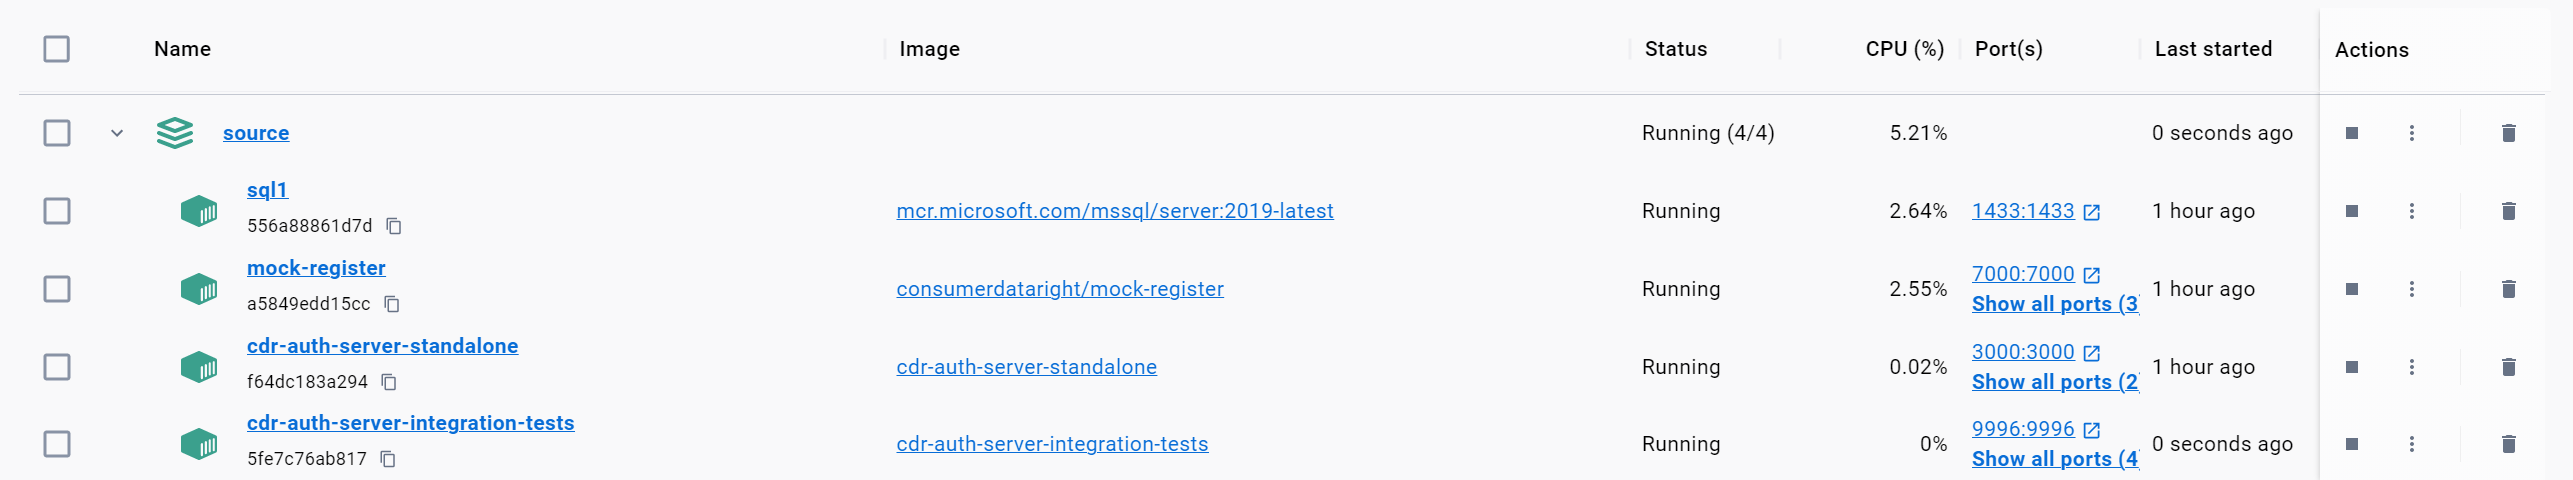 Name Image Status CPU (%) Port(s) Last started Actions
source Running (4/4) 5.21% 0 seconds ago
sql1
556a88861d7d
mcr.microsoft.com/mssql/server:2019-latest Running 2.64% 1433:1433 1 hour ago
mock-register
a5849edd15cc
consumerdataright/mock-register Running 2.55% 7000:7000
Show all ports (3
1 hour ago
cdr-auth-server-standalone
f64dc183a294
cdr-auth-server-standalone Running 0.02% 3000:3000
Show all ports (2
1 hour ago
cdr-auth-server-integration-tests
5fe7c76ab817
cdr-auth-server-integration-tests Running 0% 9996:9996
Show all ports (4
0 seconds ago